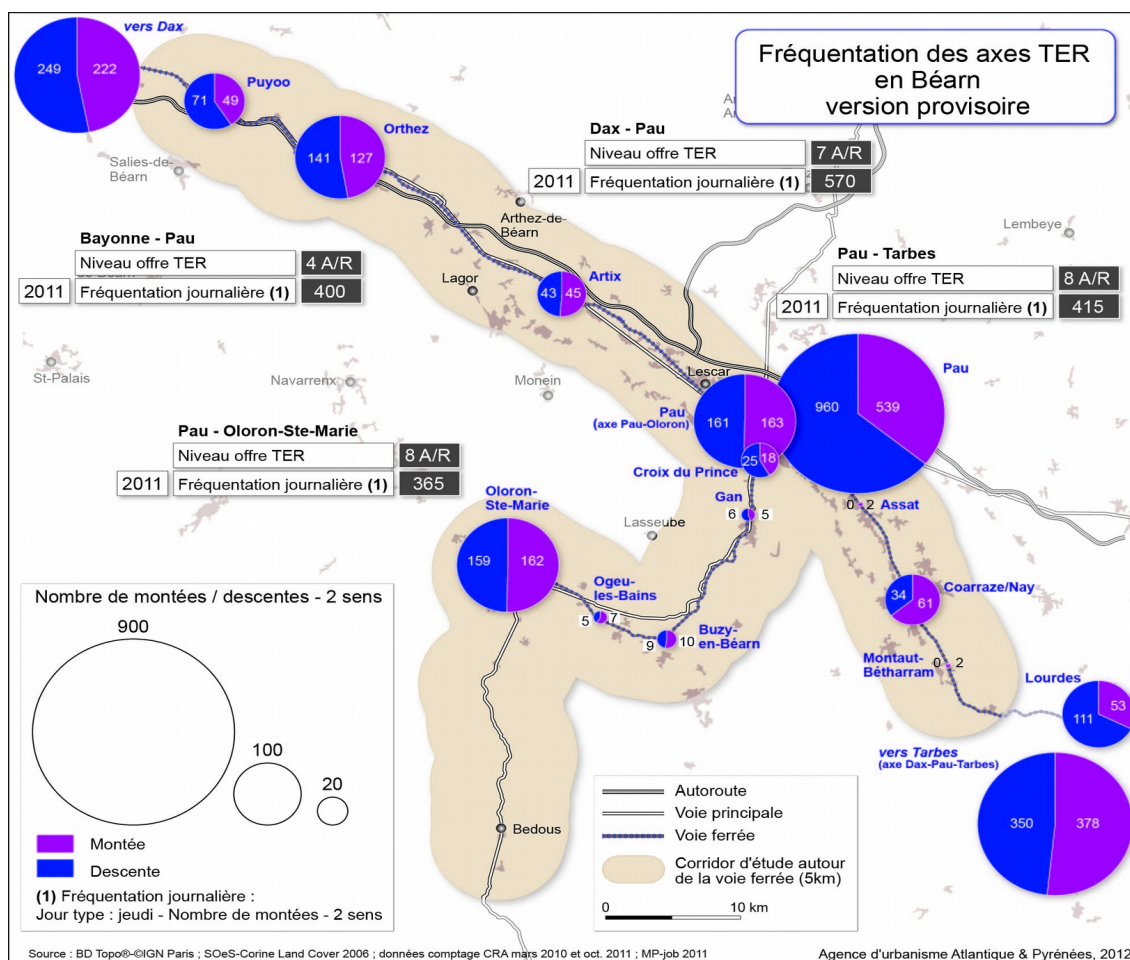 Fréquentation des axes TER
en Béarn
version provisoire
vers Dax
249 222
Puyoo
71 49
Orthez
141 127
Salies-de-
Béarn
Dax - Pau
Niveau offre TER 7 A/R
2011 Fréquentation journalière (1) 570
Arthez-de-
Béarn
Lembeye
Bayonne - Pau
Niveau offre TER 4 A/R
2011 Fréquentation journalière (1) 400
Lagor
Artix
43 45
Pau - Tarbes
Niveau offre TER 8 A/R
2011 Fréquentation journalière (1) 415
St-Palais
Navarrenx
Monein
Lescar
Pau
960 539
Pau
(axe Pau-Oloron)
161 163
Pau - Oloron-Ste-Marie
Niveau offre TER 8 A/R
2011 Fréquentation journalière (1) 365
Croix du Prince
25 18
Gan
6 5
Assat
0 2
Oloron-
Ste-Marie
159 162
Lasseube
Ogeu-
les-Bains
5 7
Buzy-
en-Béarn
9 10
Coarraze/Nay
34 61
Montaut-
Bétharram
0 2
Lourdes
111 53
vers Tarbes
(axe Dax-Pau-Tarbes)
350 378
Bedous
Nombre de montées / descentes - 2 sens
900
100
20
Montée
Descente
(1) Fréquentation journalière :
Jour type : jeudi - Nombre de montées - 2 sens
Autoroute
Voie principale
Voie ferrée
Corridor d'étude autour
de la voie ferrée (5km)
0 10 km
Source : BD Topo®-©IGN Paris ; SOeS-Corine Land Cover 2006 ; données comptage CRA mars 2010 et oct. 2011 ; MP-job 2011
Agence d'urbanisme Atlantique & Pyrénées, 2012